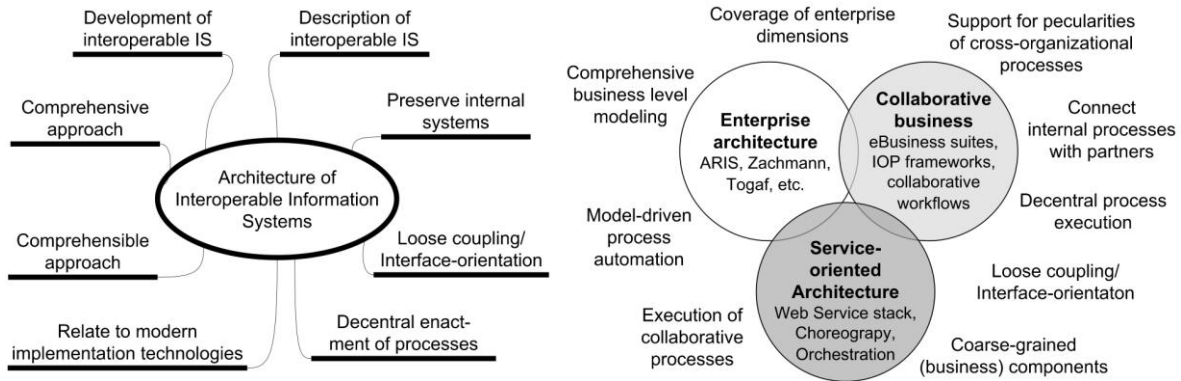 Development of
interoperable IS
Description of
interoperable IS
Comprehensive
approach
Preserve internal
systems
Architecture of
Interoperable Information
Systems
Comprehensible
approach
Loose coupling/
Interface-orientation
Relate to modern
implementation technologies
Decentral enact-
ment of processes
Coverage of enterprise
dimensions
Support for pecularities
of cross-organizational
processes
Comprehensive
business level
modeling
Enterprise
architecture
ARIS, Zachmann,
Togaf, etc.
Collaborative
business
eBusiness suites,
IOP frameworks,
collaborative
workflows
Connect
internal processes
with partners
Model-driven
process
automation
Decentral process
execution
Service-
oriented
Architecture
Web Service stack,
Choreograpy,
Orchestration
Loose coupling/
Interface-orientaton
Execution of
collaborative
processes
Coarse-grained
(business) components